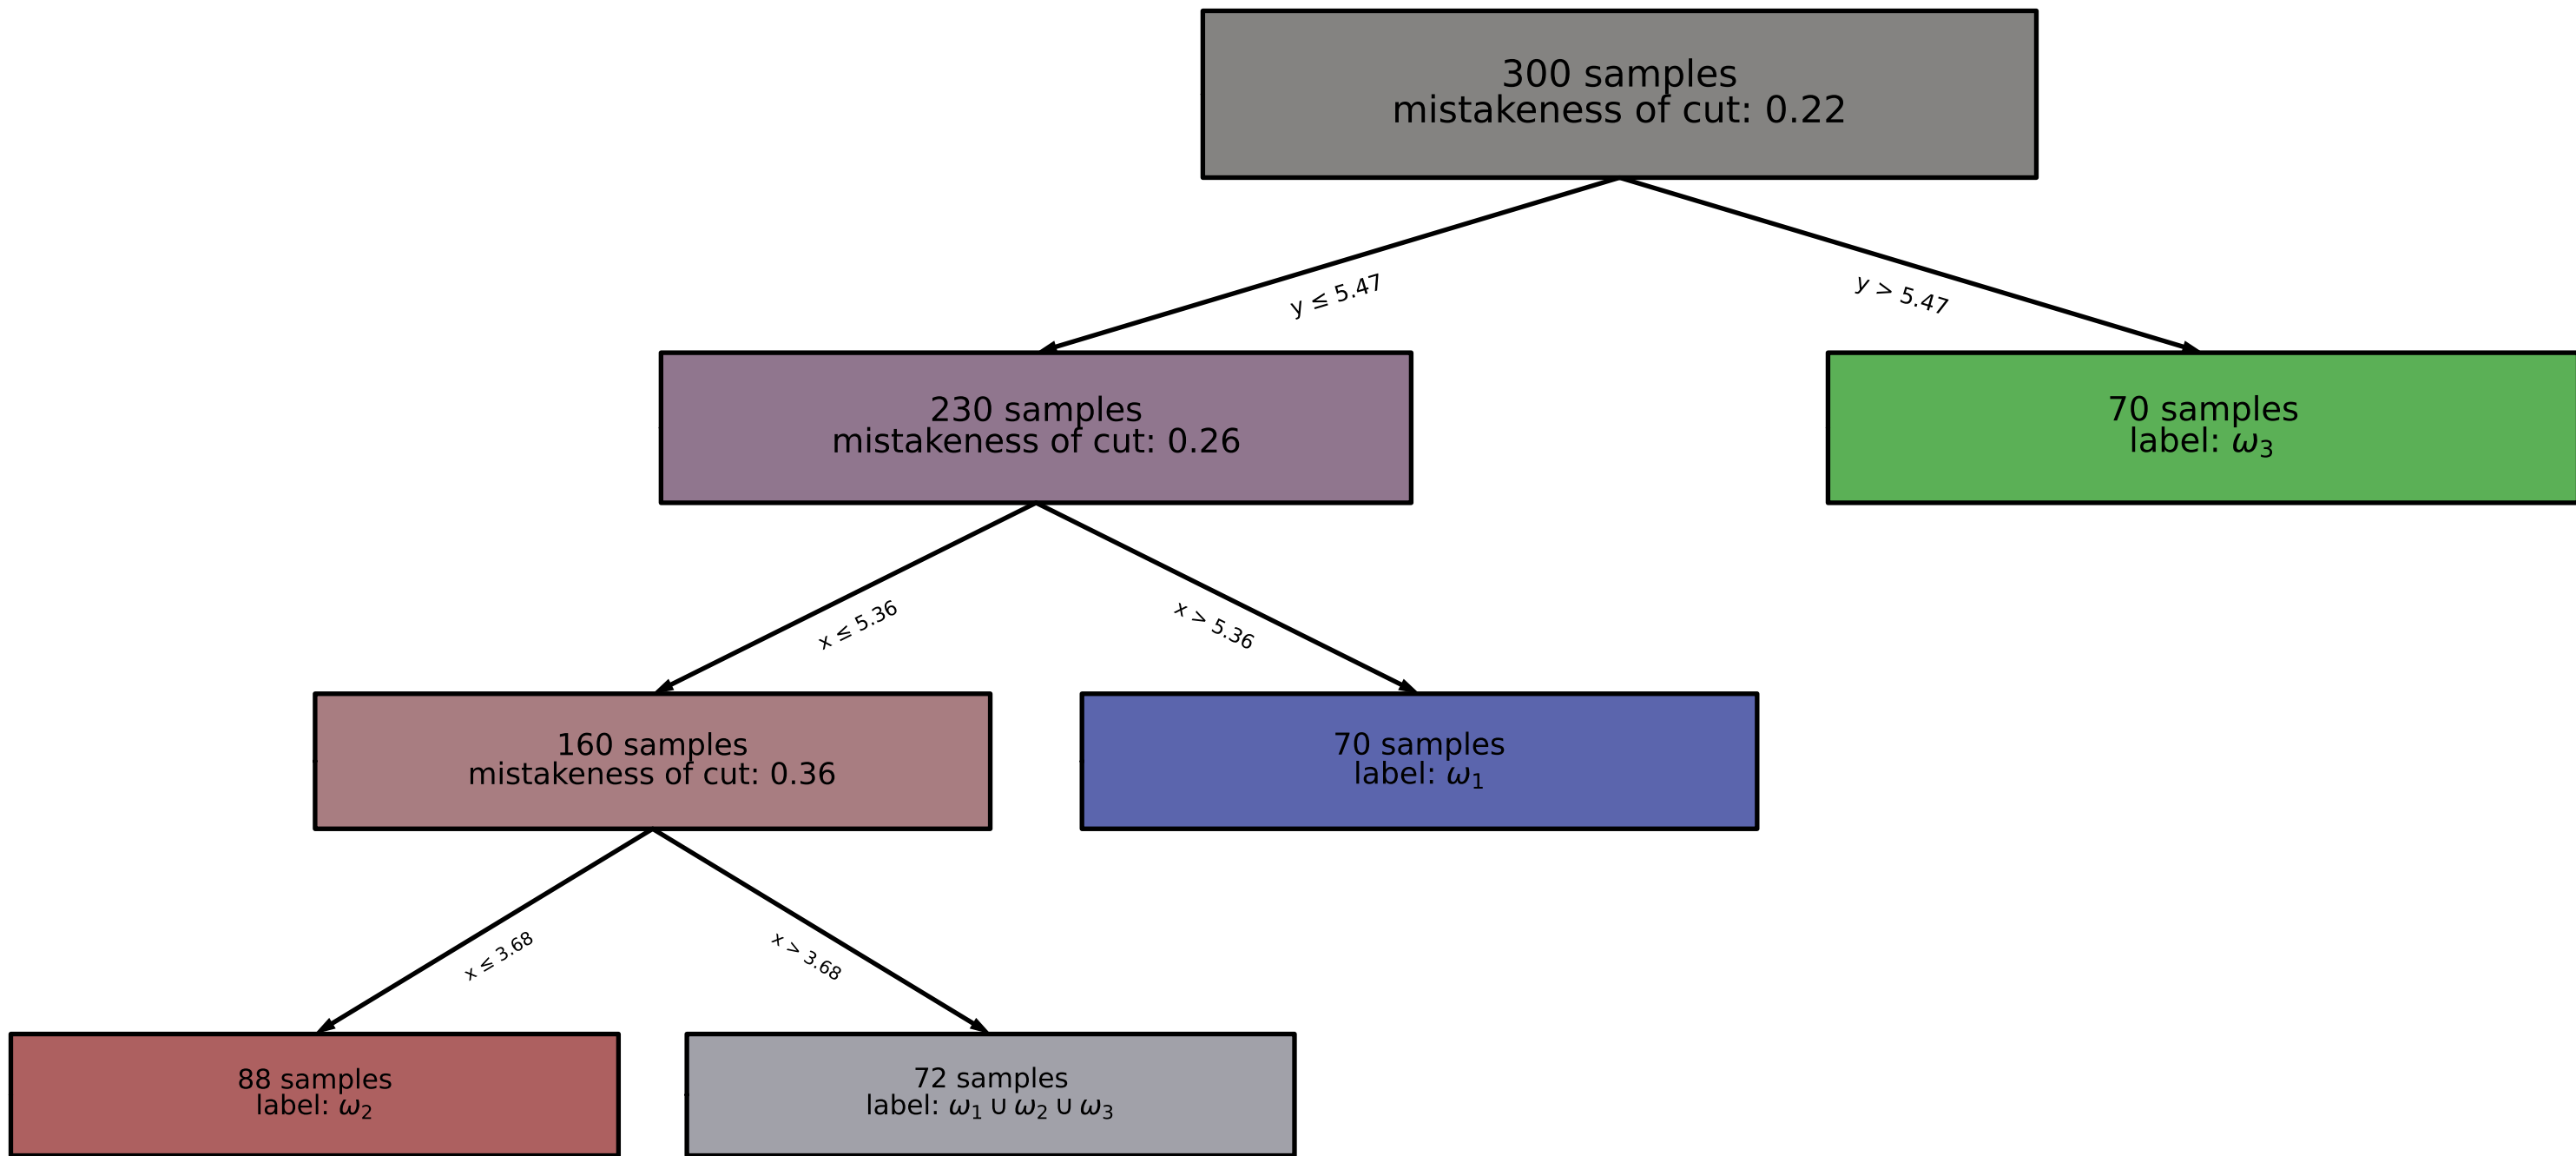 300 samples
mistakeness of cut: 0.22
y ≤ 5.47
y > 5.47
230 samples
mistakeness of cut: 0.26
70 samples
label: ω₃
x ≤ 5.36
x > 5.36
160 samples
mistakeness of cut: 0.36
70 samples
label: ω₁
x ≤ 3.68
x > 3.68
88 samples
label: ω₂
72 samples
label: ω₁ ∪ ω₂ ∪ ω₃